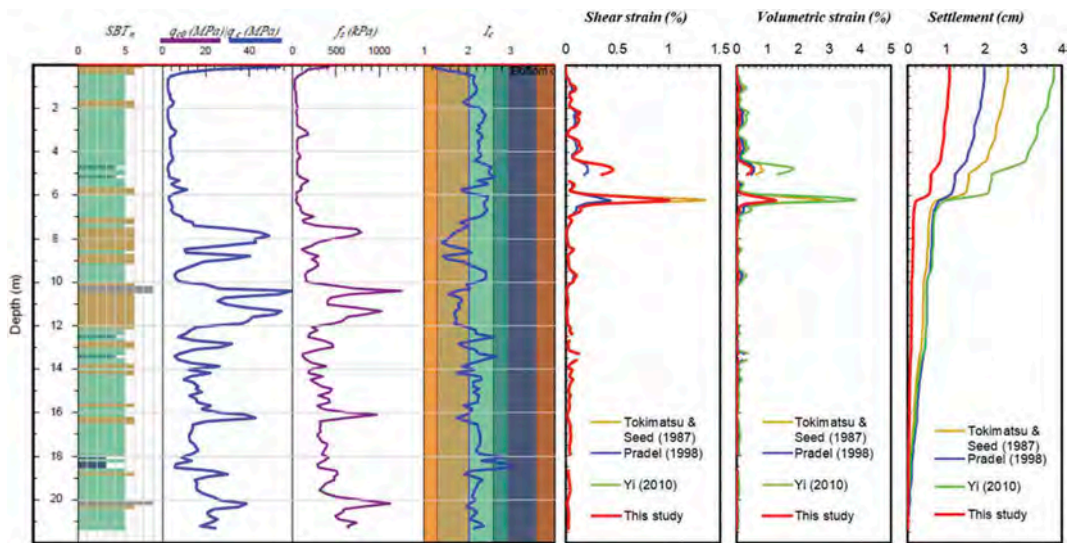 SBTn
qc0 (MPa) q c (MPa)
fs (kPa)
Ic
Shear strain (%)
Volumetric strain (%)
Settlement (cm)
0 20 40
0 500 1000
1 2 3
0 0.5 1 1.5
0 1 2 3 4 5
0 1 2 3 4
Depth (m)
2
4
6
8
10
12
14
16
18
20
Tokimatsu &
Seed (1987)
Pradel (1998)
Yi (2010)
This study
Tokimatsu &
Seed (1987)
Pradel (1998)
Yi (2010)
This study
Tokimatsu &
Seed (1987)
Pradel (1998)
Yi (2010)
This study